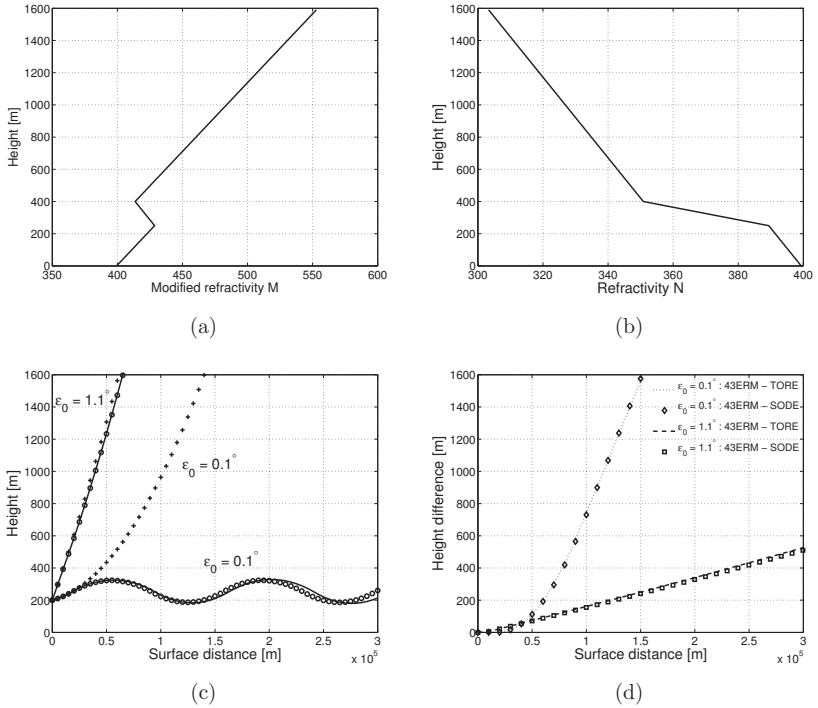 1600
1400
1200
1000
800
600
400
200
0
Height [m]
350 400 450 500 550 600
Modified refractivity M
(a)
1600
1400
1200
1000
800
600
400
200
0
Height [m]
300 320 340 360 380 400
Refractivity N
(b)
1600
1400
1200
1000
800
600
400
200
0
Height [m]
ε0 = 1.1°
ε0 = 0.1°
ε0 = 0.1°
0 0.5 1 1.5 2 2.5 3
Surface distance [m]
x 10^5
(c)
1600
1400
1200
1000
800
600
400
200
0
Height difference [m]
ε0 = 0.1° : 43ERM − TORE
ε0 = 0.1° : 43ERM − SODE
ε0 = 1.1° : 43ERM − TORE
ε0 = 1.1° : 43ERM − SODE
0 0.5 1 1.5 2 2.5 3
Surface distance [m]
x 10^5
(d)